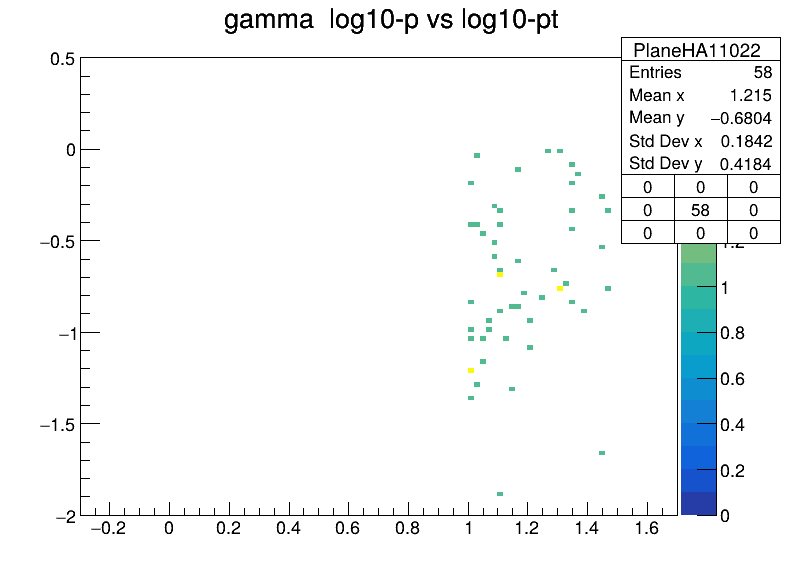 gamma  log10-p vs log10-pt
PlaneHA11022
Entries 58
Mean x 1.215
Mean y −0.6804
Std Dev x 0.1842
Std Dev y 0.4184
0 0 0
0 58 0
0 0 0
0.5
0
−0.5
−1
−1.5
−2
−0.2 0 0.2 0.4 0.6 0.8 1 1.2 1.4 1.6
1
0.8
0.6
0.4
0.2
0